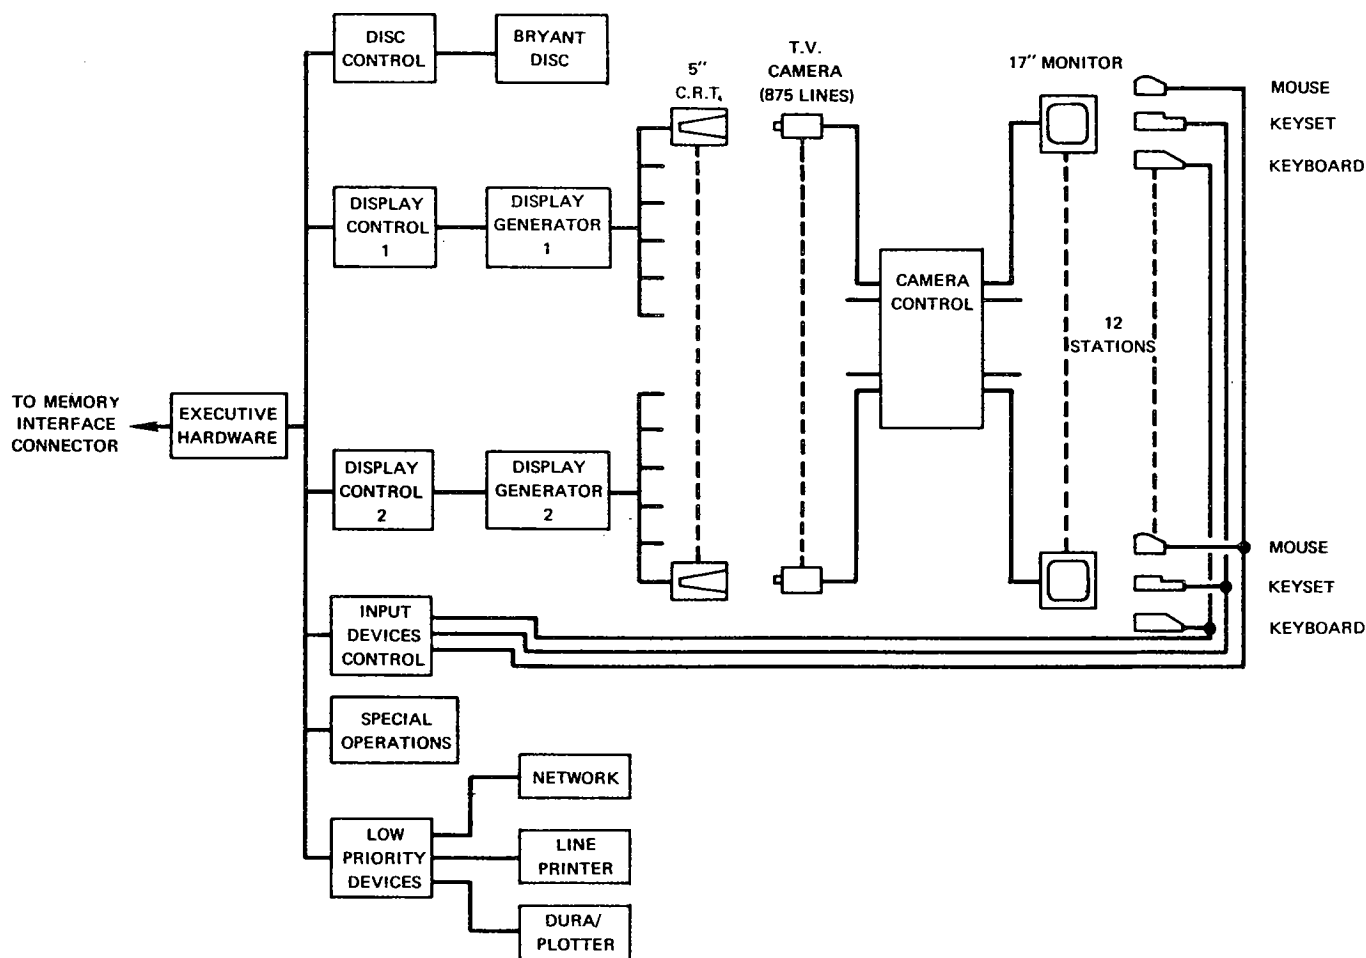 DISC
CONTROL
BRYANT
DISC
5"
C.R.T.
T.V.
CAMERA
(875 LINES)
17" MONITOR
MOUSE
KEYSET
KEYBOARD
DISPLAY
CONTROL
1
DISPLAY
GENERATOR
1
CAMERA
CONTROL
12
STATIONS
TO MEMORY
INTERFACE
CONNECTOR
EXECUTIVE
HARDWARE
DISPLAY
CONTROL
2
DISPLAY
GENERATOR
2
MOUSE
KEYSET
KEYBOARD
INPUT
DEVICES
CONTROL
SPECIAL
OPERATIONS
LOW
PRIORITY
DEVICES
NETWORK
LINE
PRINTER
DURA/
PLOTTER